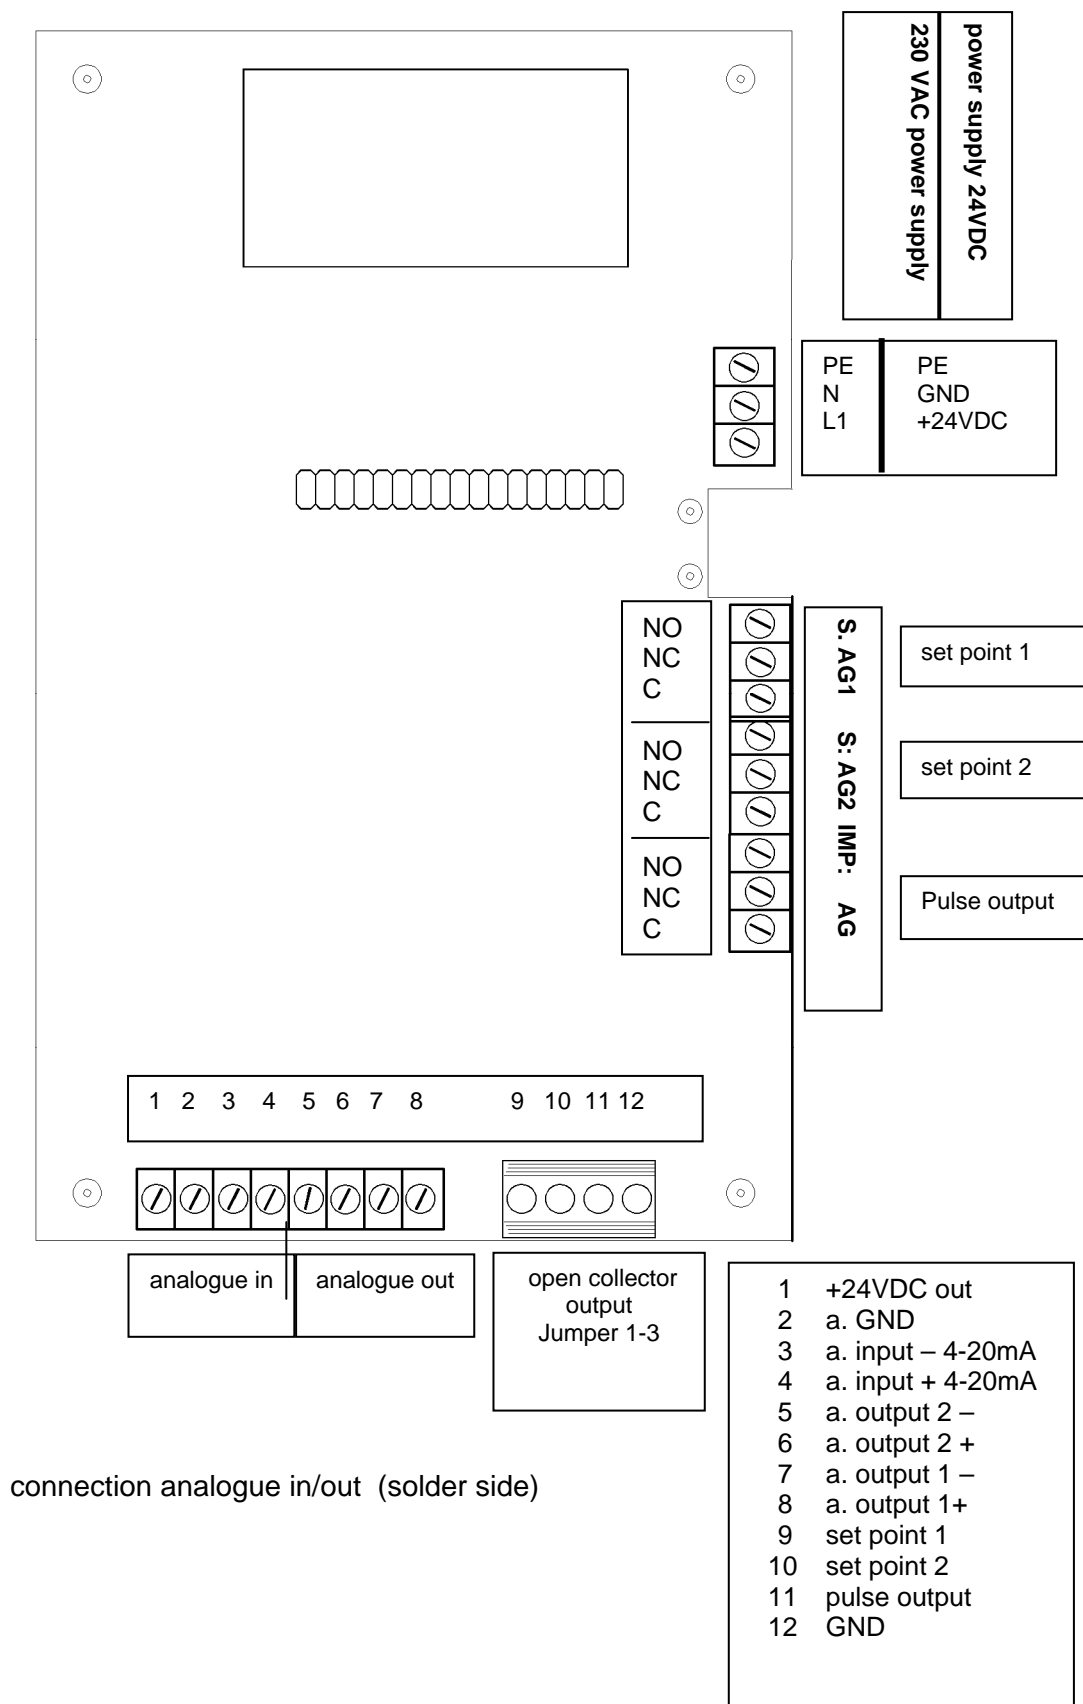 230 VAC power supply
power supply 24VDC
PE PE
N GND
L1 +24VDC
NO
NC
C
NO
NC
C
NO
NC
C
S. AG1 S: AG2 IMP: AG
set point 1
set point 2
Pulse output
1 2 3 4 5 6 7 8 9 10 11 12
analogue in
analogue out
open collector
output
Jumper 1-3
1 +24VDC out
2 a. GND
3 a. input – 4-20mA
4 a. input + 4-20mA
5 a. output 2 –
6 a. output 2 +
7 a. output 1 –
8 a. output 1+
9 set point 1
10 set point 2
11 pulse output
12 GND
connection analogue in/out (solder side)